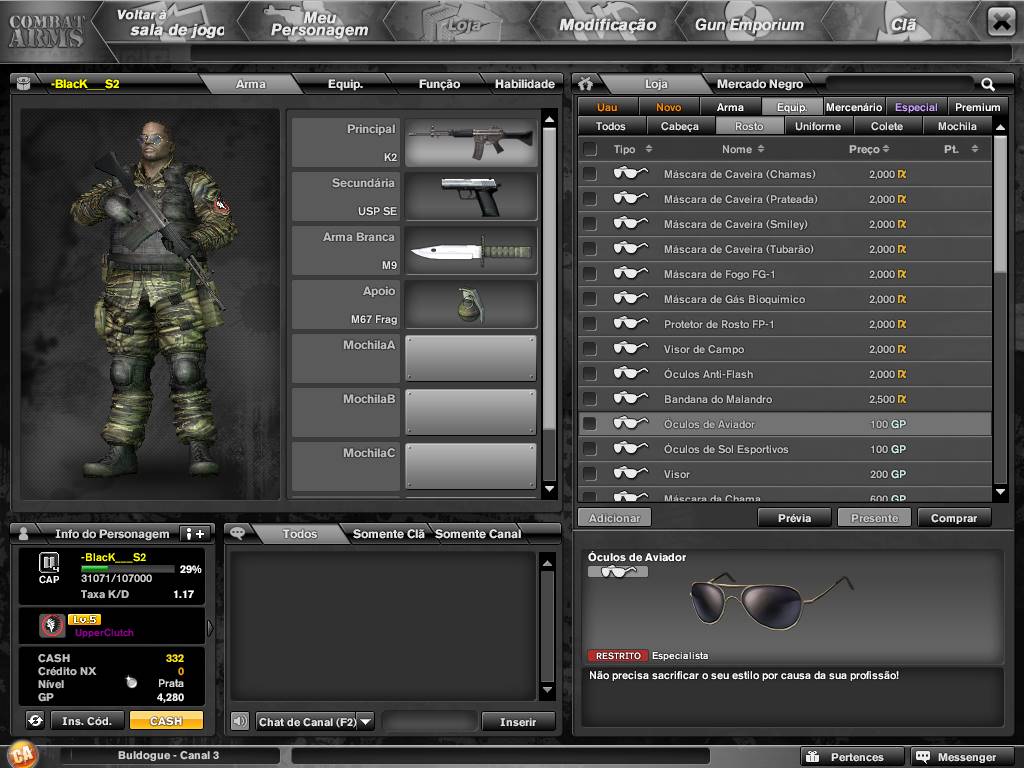 COMBAT ARMS
Voltar à sala de jogo
Meu Personagem
Loja
Modificação
Gun Emporium
Clã
-BlacK___S2
Arma
Equip.
Função
Habilidade
Principal
K2
Secundária
USP SE
Arma Branca
M9
Apoio
M67 Frag
MochilaA
MochilaB
MochilaC
Loja
Mercado Negro
Uau
Novo
Arma
Equip.
Mercenário
Especial
Premium
Todos
Cabeça
Rosto
Uniforme
Colete
Mochila
Tipo
Nome
Preço
Pt.
Máscara de Caveira (Chamas) 2,000
Máscara de Caveira (Prateada) 2,000
Máscara de Caveira (Smiley) 2,000
Máscara de Caveira (Tubarão) 2,000
Máscara de Fogo FG-1 2,000
Máscara de Gás Bioquímico 2,000
Protetor de Rosto FP-1 2,000
Visor de Campo 2,000
Óculos Anti-Flash 2,000
Bandana do Malandro 2,500
Óculos de Aviador 100 GP
Óculos de Sol Esportivos 100 GP
Visor 200 GP
Máscara da Chama 600 GP
Adicionar
Prévia
Presente
Comprar
Óculos de Aviador
RESTRITO Especialista
Não precisa sacrificar o seu estilo por causa da sua profissão!
Info do Personagem
CAP
-BlacK___S2
29%
31071/107000
Taxa K/D 1.17
Lv.5
UpperClutch
CASH 332
Crédito NX 0
Nível Prata
GP 4,280
Ins. Cód.
CASH
Todos
Somente Clã
Somente Canal
Chat de Canal (F2)
Inserir
CA
Buldogue - Canal 3
Pertences
Messenger